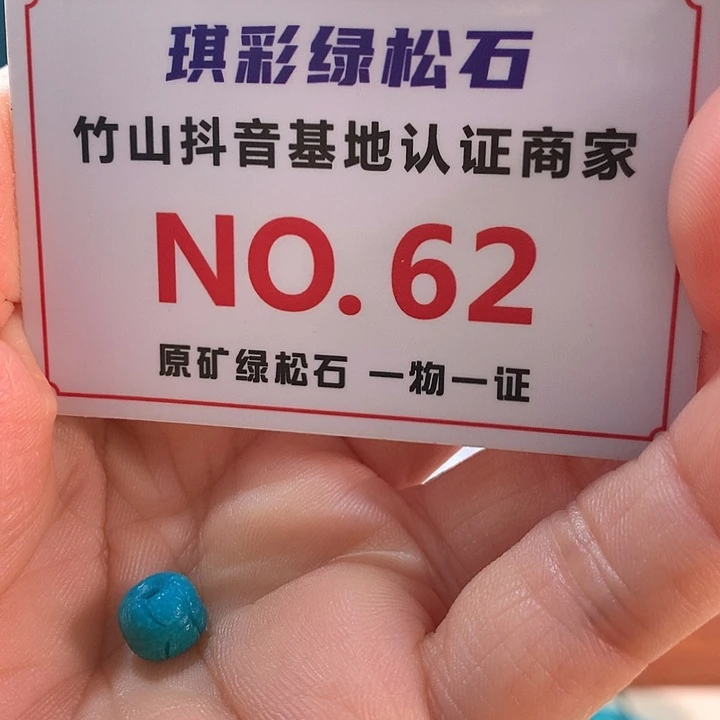 琪彩绿松石
竹山抖音基地认证商家
NO.62
原矿绿松石 一物一证